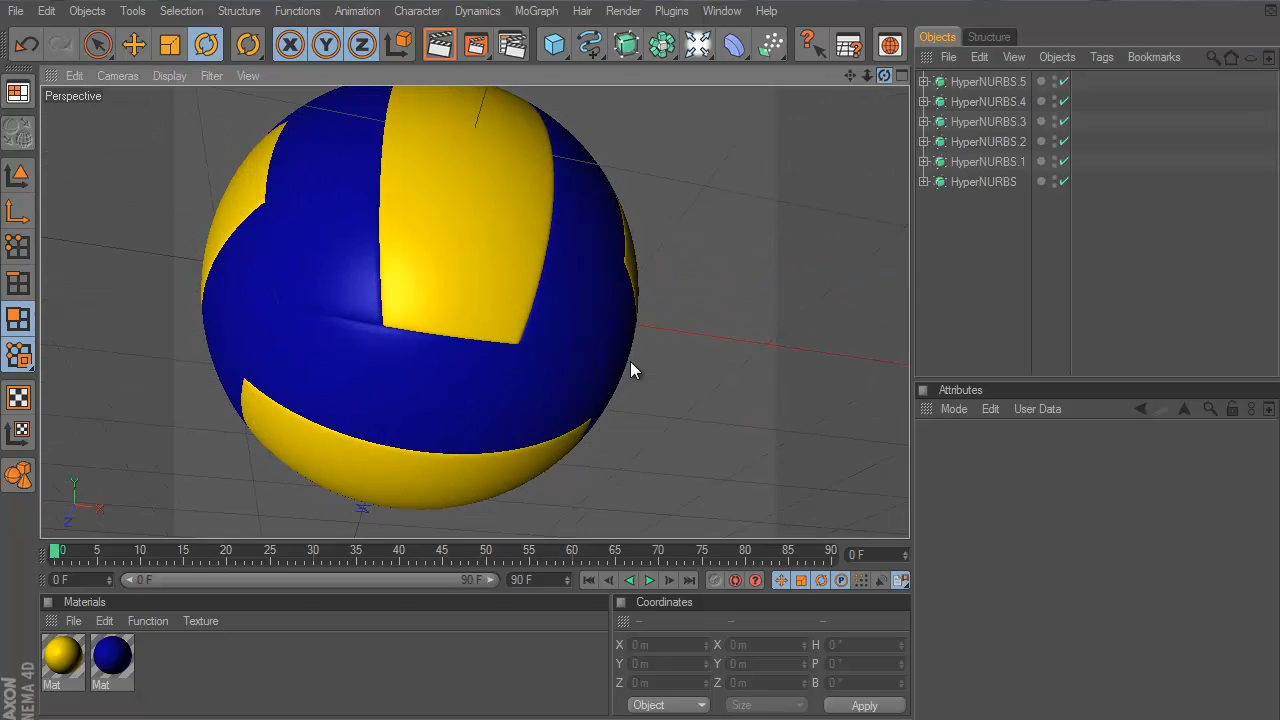 File Edit Objects Tools Selection Structure Functions Animation Character Dynamics MoGraph Hair Render Plugins Window Help
X Y Z
Objects Structure
File Edit View Objects Tags Bookmarks
Edit Cameras Display Filter View
Perspective
HyperNURBS.5
HyperNURBS.4
HyperNURBS.3
HyperNURBS.2
HyperNURBS.1
HyperNURBS
Attributes
Mode Edit User Data
Y
X
Z
0 5 10 15 20 25 30 35 40 45 50 55 60 65 70 75 80 85 90
0 F
0 F 0 F 90 F 90 F
P
Materials
File Edit Function Texture
Mat Mat
Coordinates
-- -- --
X 0 m X 0 m H 0 °
Y 0 m Y 0 m P 0 °
Z 0 m Z 0 m B 0 °
Object Size Apply
AXON
NEMA 4D